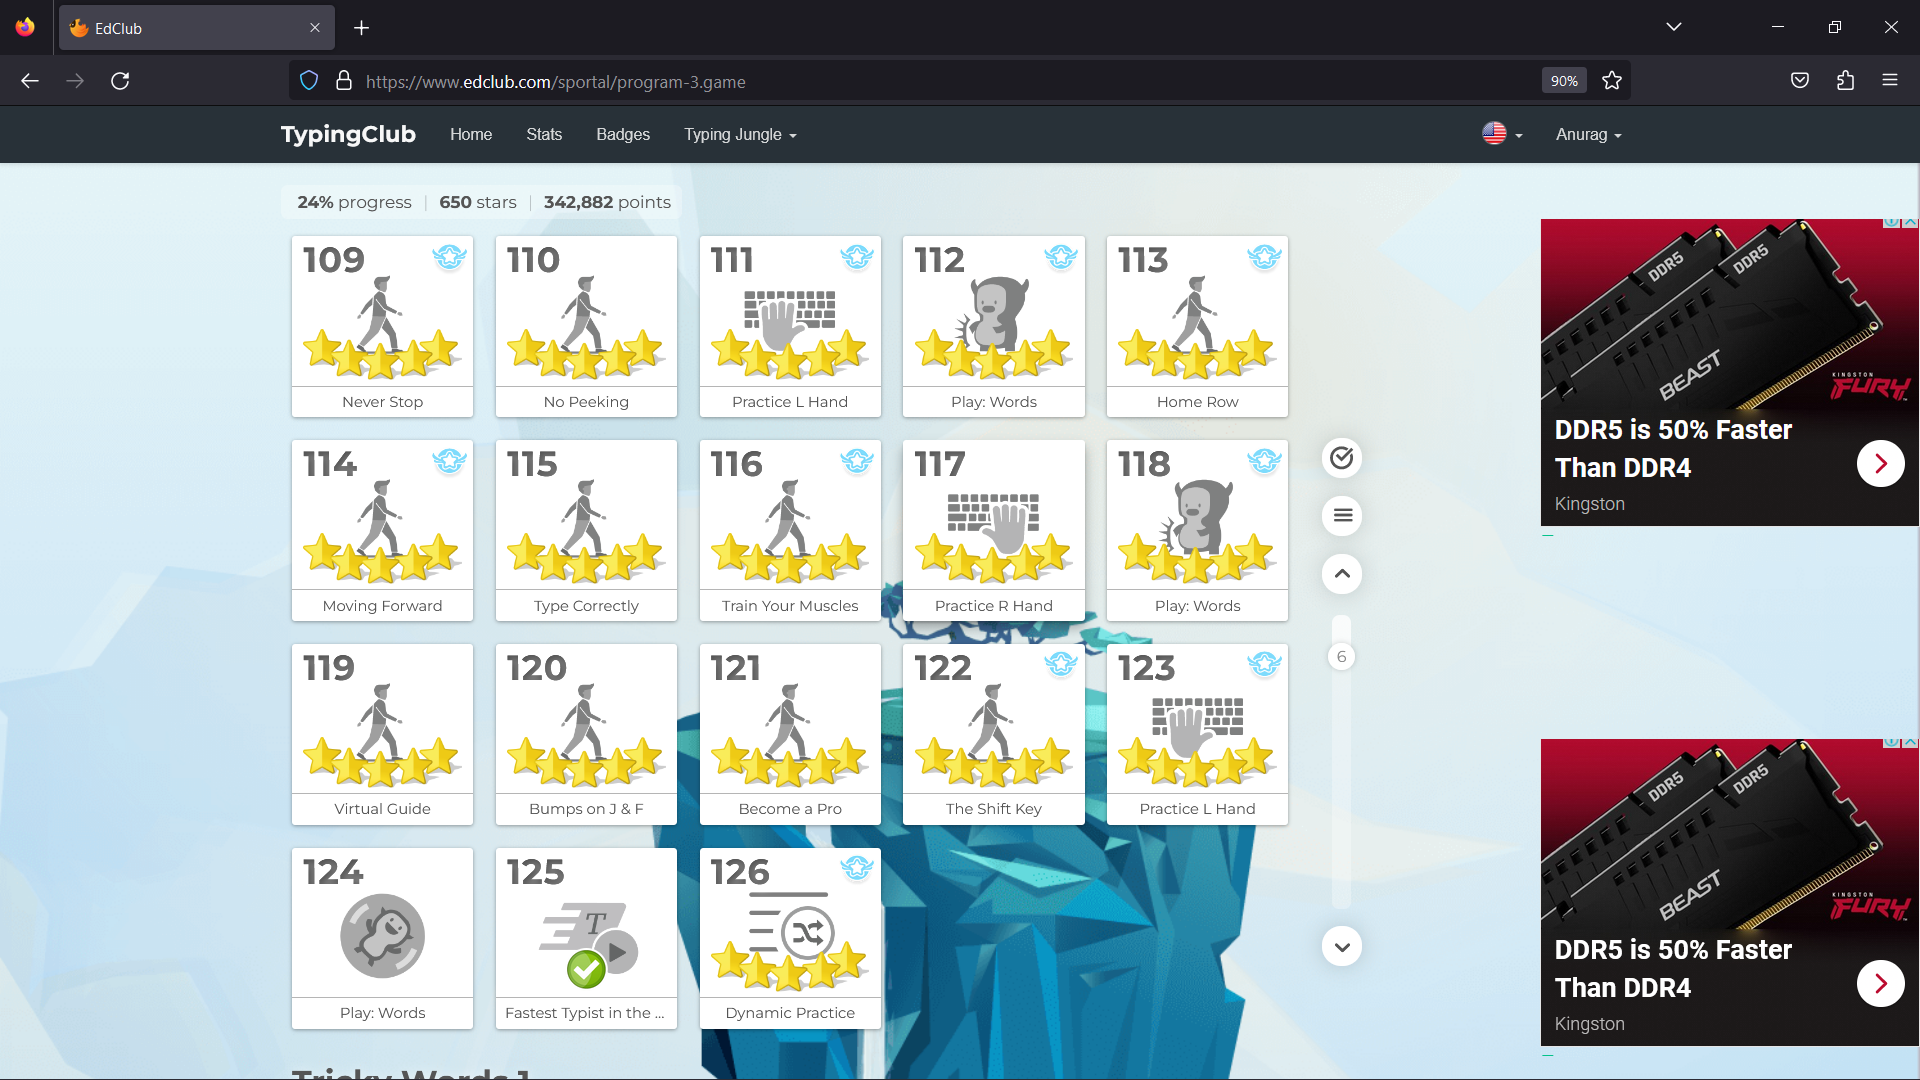 EdClub
https://www.edclub.com/sportal/program-3.game
90%
TypingClub
Home
Stats
Badges
Typing Jungle
Anurag
24% progress
650 stars
342,882 points
109
Never Stop
110
No Peeking
111
Practice L Hand
112
Play: Words
113
Home Row
114
Moving Forward
115
Type Correctly
116
Train Your Muscles
117
Practice R Hand
118
Play: Words
119
Virtual Guide
120
Bumps on J & F
121
Become a Pro
122
The Shift Key
123
Practice L Hand
124
Play: Words
125
T
Fastest Typist in the ...
126
Dynamic Practice
Tricky Words 1
6
DDR5
DDR5
BEAST
KINGSTON
FURY
DDR5 is 50% Faster
Than DDR4
Kingston
DDR5
DDR5
BEAST
KINGSTON
FURY
DDR5 is 50% Faster
Than DDR4
Kingston